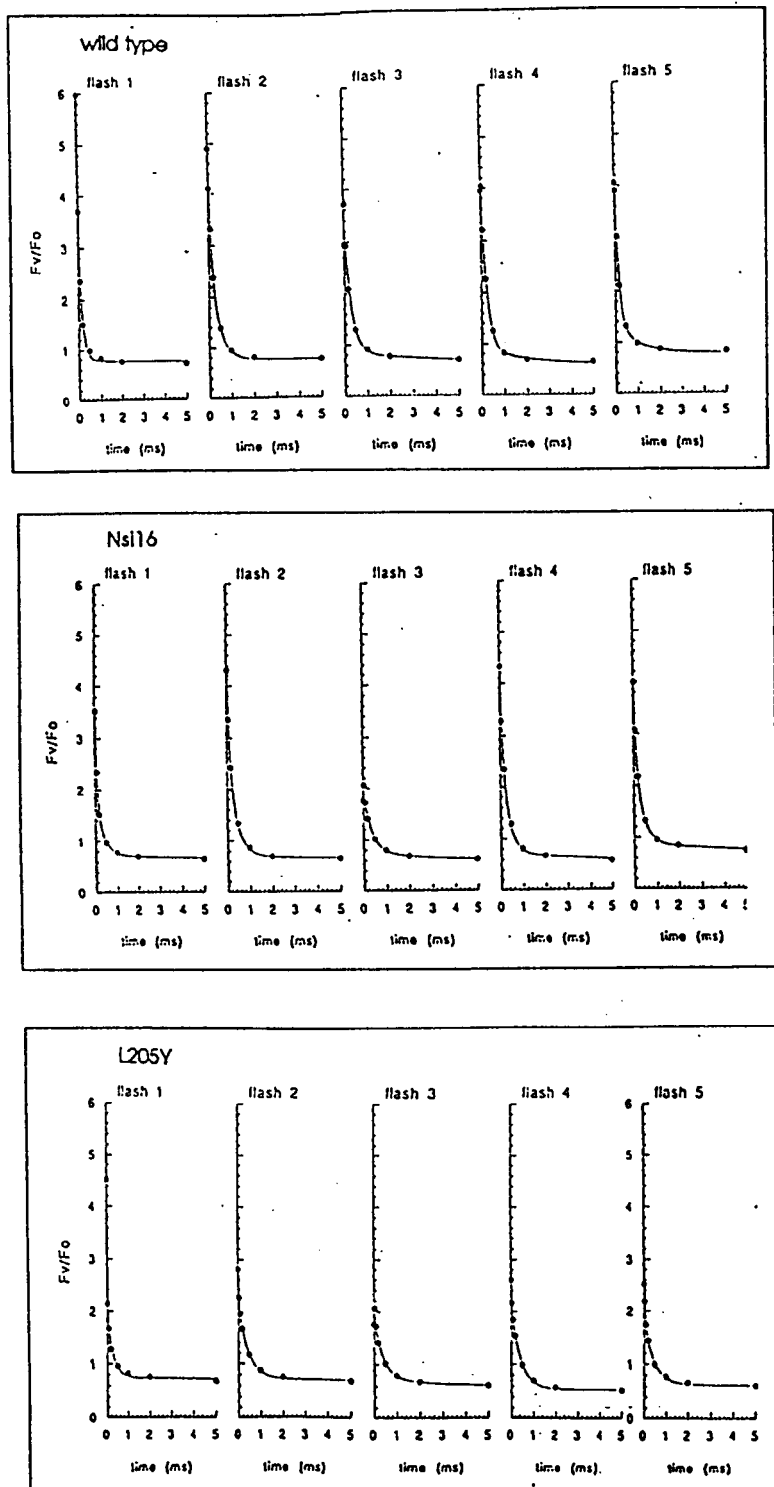 wild type
flash 1 flash 2 flash 3 flash 4 flash 5
6
5
4
3
2
1
0
Fv/Fo
0 1 2 3 4 5 0 1 2 3 4 5 0 1 2 3 4 5 0 1 2 3 4 5 0 1 2 3 4 5
time (ms) time (ms) time (ms) time (ms) time (ms)
NsI16
flash 1 flash 2 flash 3 flash 4 flash 5
6
5
4
3
2
1
0
Fv/Fo
0 1 2 3 4 5 0 1 2 3 4 5 0 1 2 3 4 5 0 1 2 3 4 5 0 1 2 3 4
time (ms) time (ms) time (ms) time (ms) time (ms)
L205Y
flash 1 flash 2 flash 3 flash 4 flash 5
6 6
5 5
4 4
3 3
2 2
1 1
0 0
Fv/Fo
0 1 2 3 4 5 0 1 2 3 4 5 0 1 2 3 4 5 0 1 2 3 4 5 0 1 2 3 4 5
time (ms) time (ms) time (ms) time (ms). time (ms)